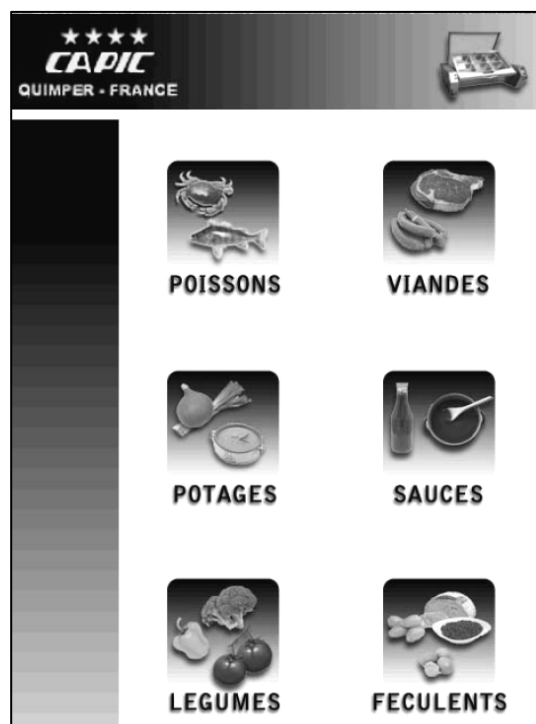 ★★★★
CAPIC
QUIMPER - FRANCE
POISSONS
VIANDES
POTAGES
SAUCES
LEGUMES
FECULENTS